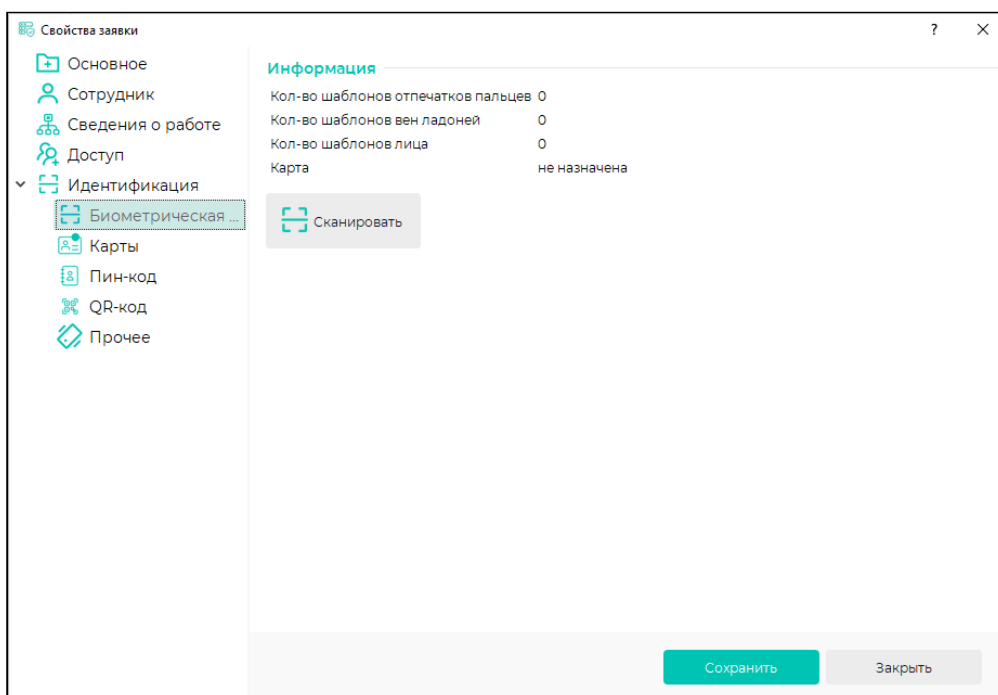 Свойства заявки ?
Основное
Сотрудник
Сведения о работе
Доступ
Идентификация
Биометрическая ...
Карты
Пин-код
QR-код
Прочее
Информация
Кол-во шаблонов отпечатков пальцев 0
Кол-во шаблонов вен ладоней 0
Кол-во шаблонов лица 0
Карта не назначена
Сканировать
Сохранить Закрыть